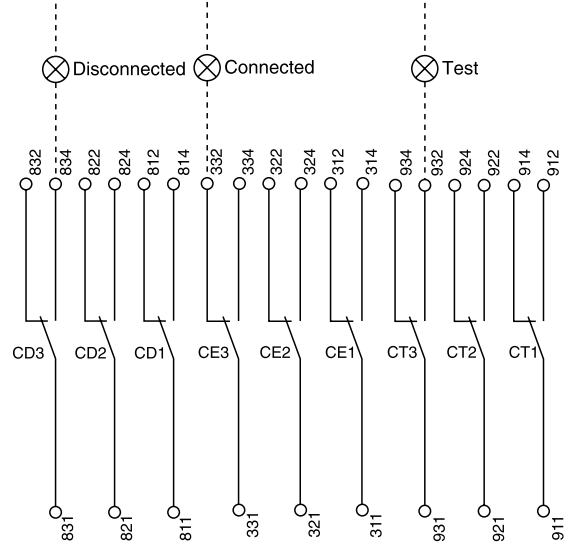 Disconnected Connected Test
832 834 822 824 812 814 332 334 322 324 312 314 934 932 924 922 914 912
CD3 CD2 CD1 CE3 CE2 CE1 CT3 CT2 CT1
831 821 811 331 321 311 931 921 911